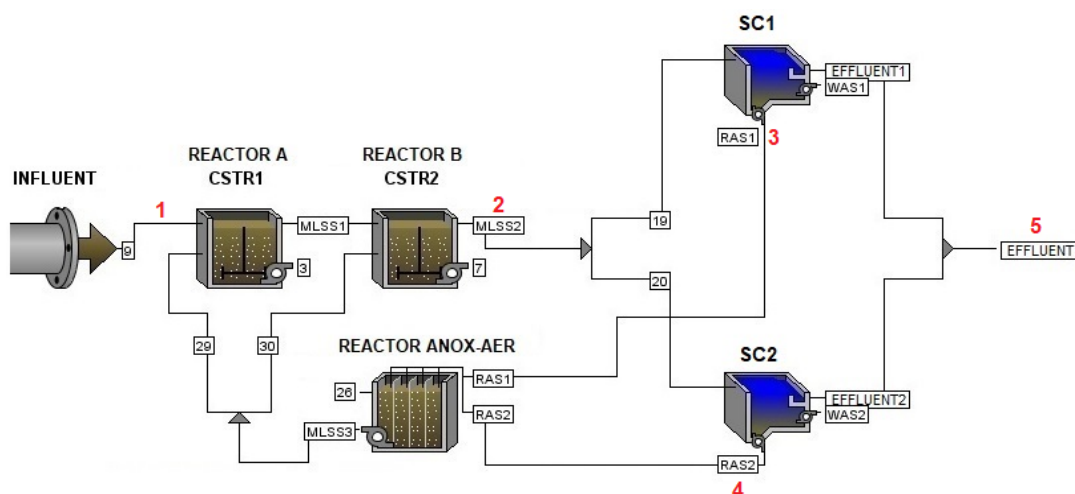 SC1
EFFLUENT1
WAS1
RAS1
3
REACTOR A
CSTR1
REACTOR B
CSTR2
INFLUENT
1
2
5
9
MLSS1
MLSS2
19
EFFLUENT
3
7
20
29
30
REACTOR ANOX-AER
SC2
26
RAS1
RAS2
EFFLUENT2
WAS2
MLSS3
RAS2
4